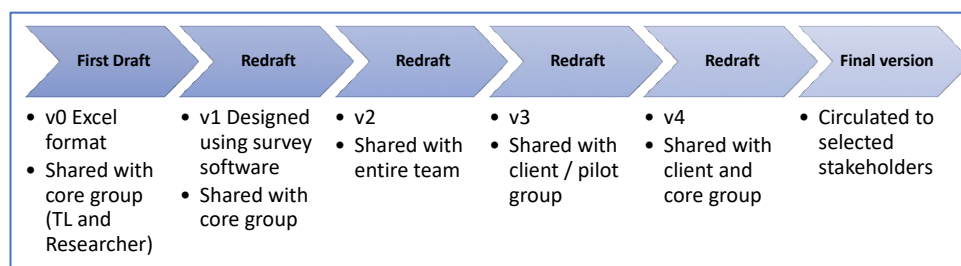 First Draft
Redraft
Redraft
Redraft
Redraft
Final version
• v0 Excel
format
• Shared with
core group
(TL and
Researcher)
• v1 Designed
using survey
software
• Shared with
core group
• v2
• Shared with
entire team
• v3
• Shared with
client / pilot
group
• v4
• Shared with
client and
core group
• Circulated to
selected
stakeholders